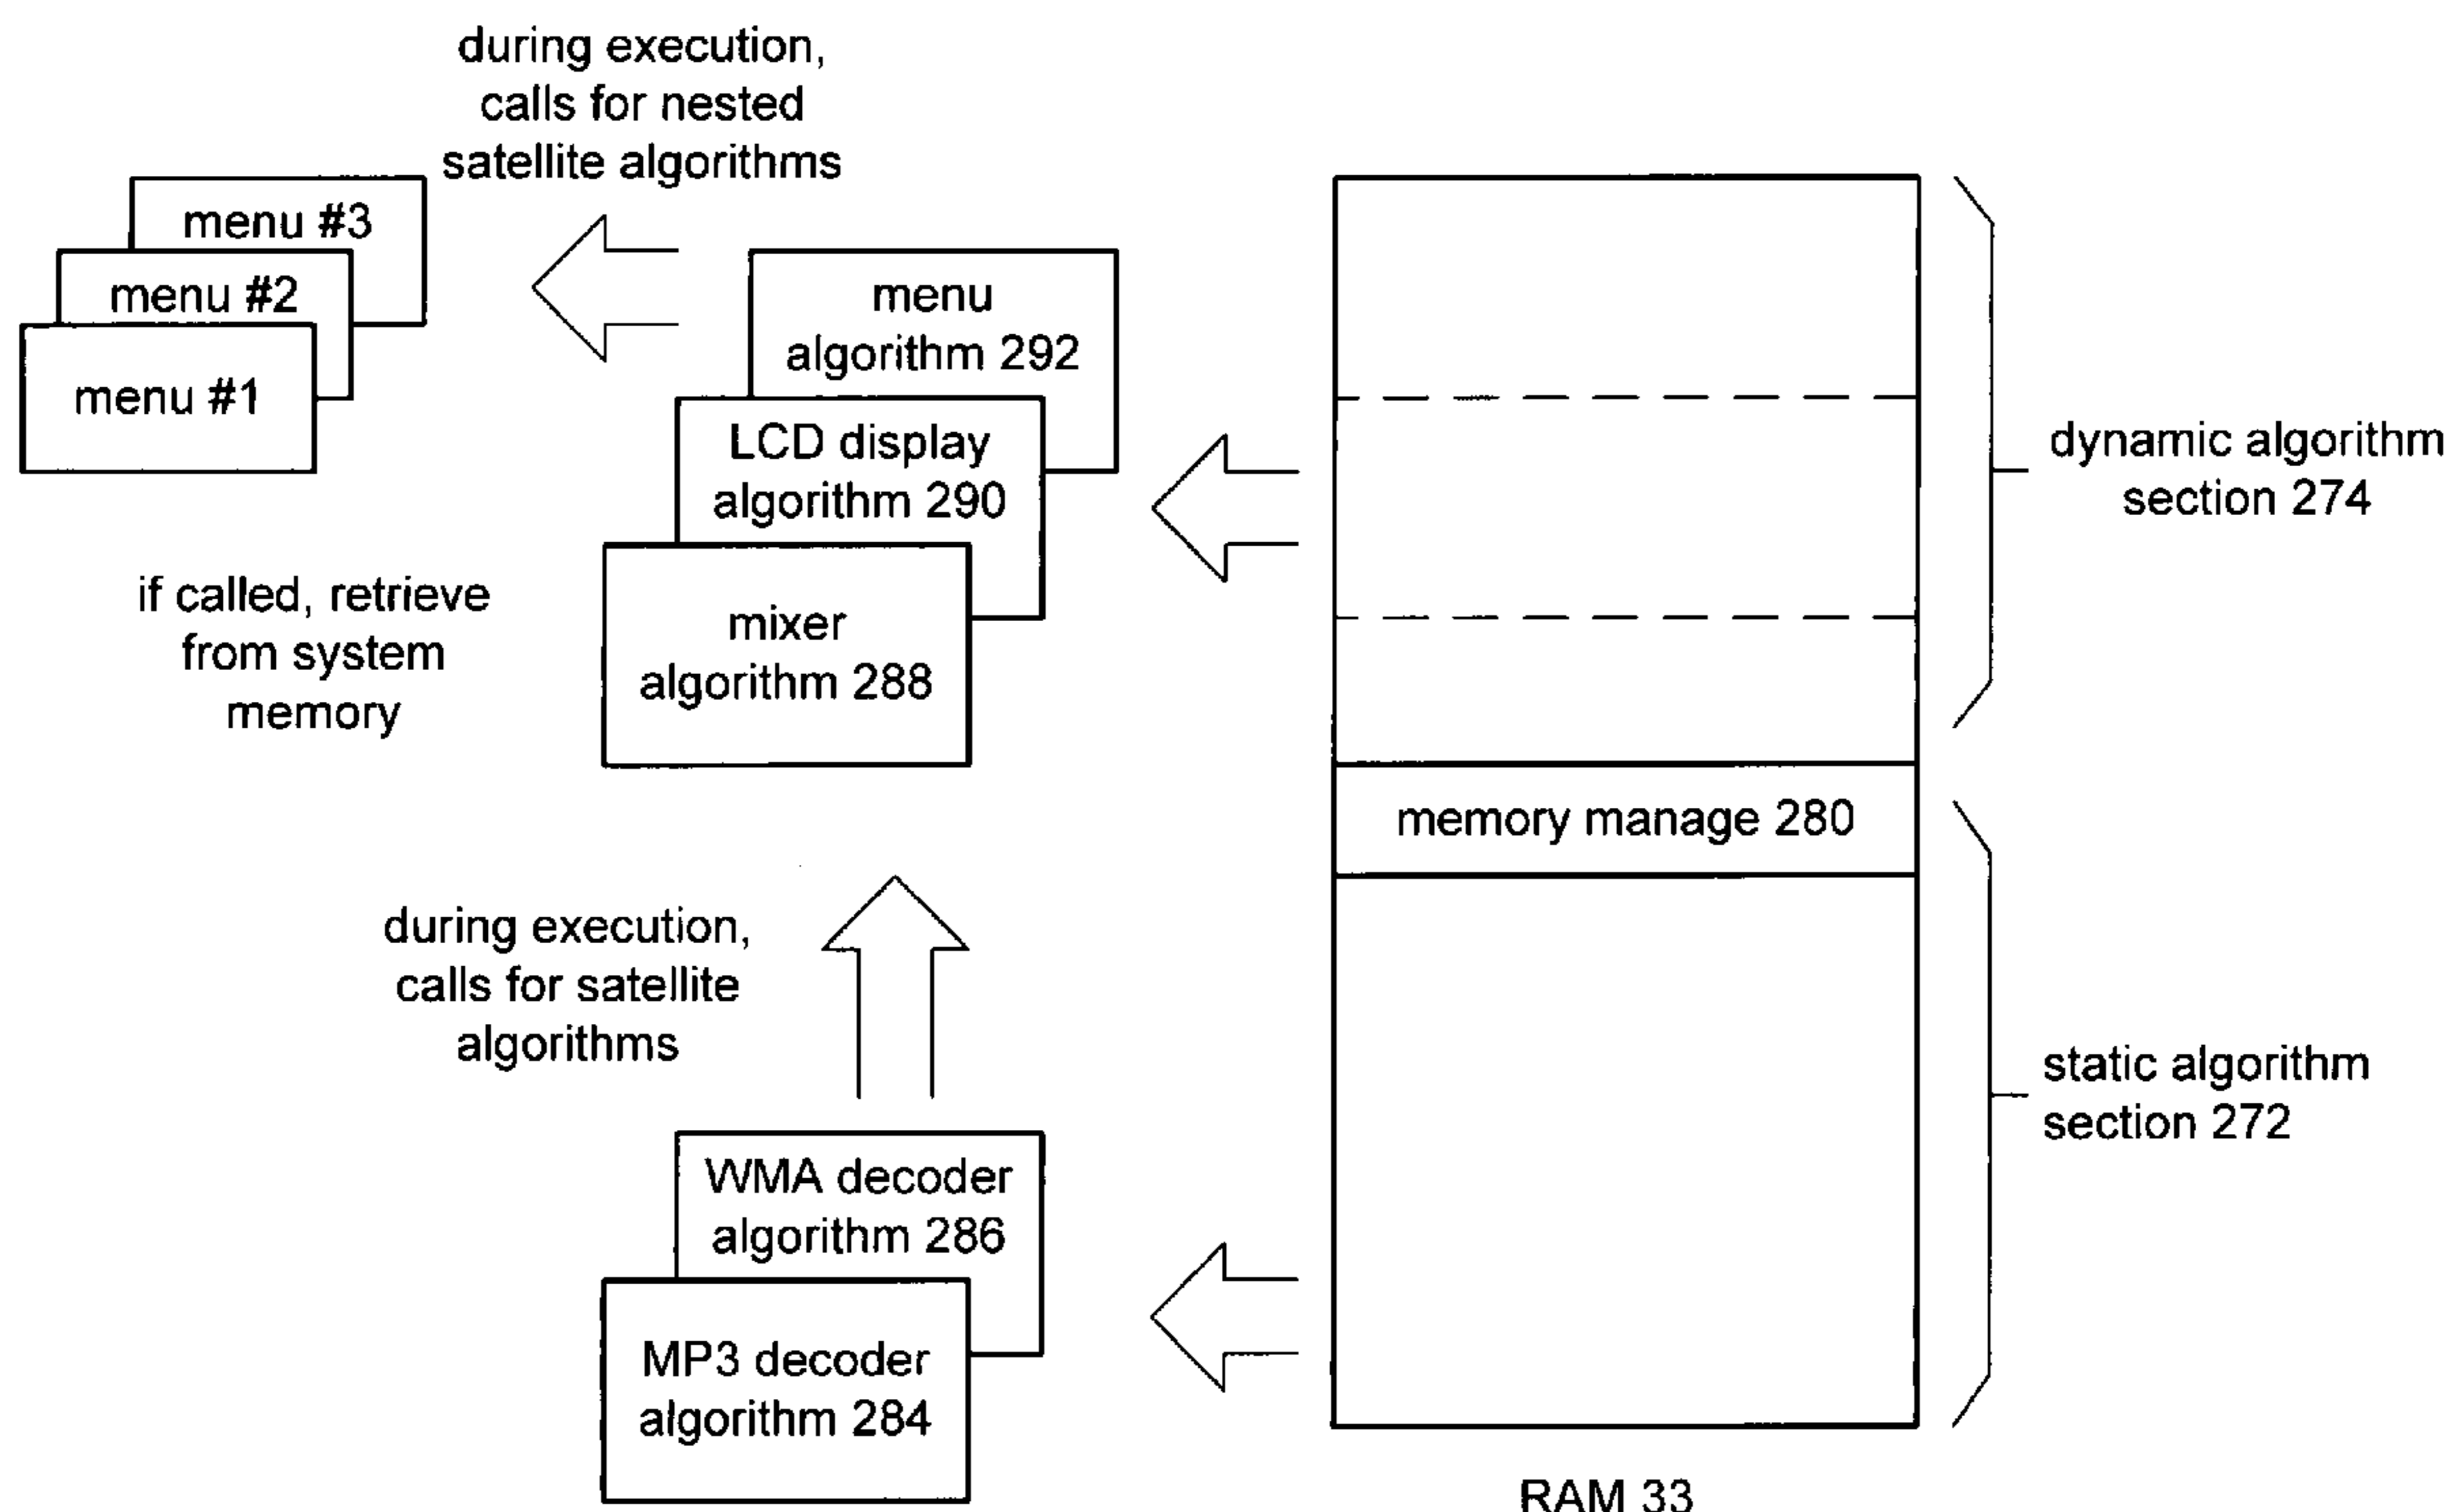 during execution,
calls for nested
satellite algorithms
menu #3
menu #2
menu #1
menu
algorithm 292
LCD display
algorithm 290
mixer
algorithm 288
if called, retrieve
from system
memory
dynamic algorithm
section 274
memory manage 280
during execution,
calls for satellite
algorithms
static algorithm
section 272
WMA decoder
algorithm 286
MP3 decoder
algorithm 284
RAM 33